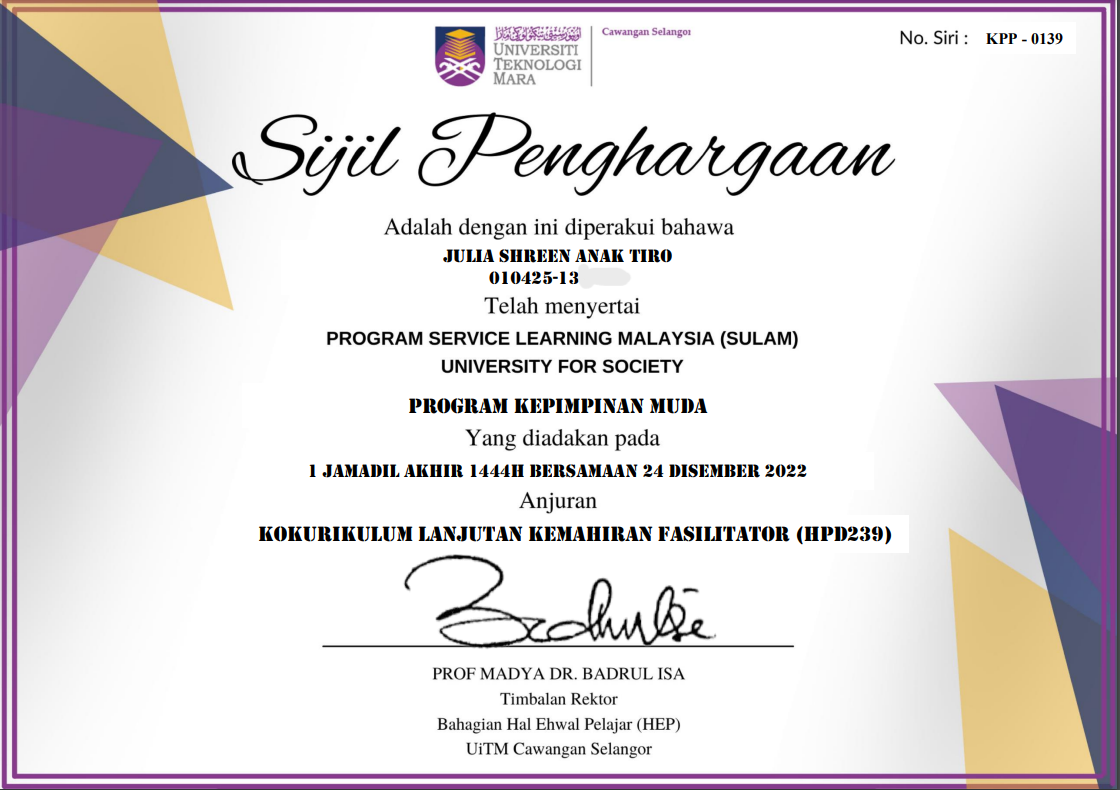 UNIVERSITI
TEKNOLOGI
MARA
Cawangan Selangor
No. Siri : KPP - 0139
Sijil Penghargaan
Adalah dengan ini diperakui bahawa
JULIA SHREEN ANAK TIRO
010425-13
Telah menyertai
PROGRAM SERVICE LEARNING MALAYSIA (SULAM)
UNIVERSITY FOR SOCIETY
PROGRAM KEPIMPINAN MUDA
Yang diadakan pada
1 JAMADIL AKHIR 1444H BERSAMAAN 24 DISEMBER 2022
Anjuran
KOKURIKULUM LANJUTAN KEMAHIRAN FASILITATOR (HPD239)
PROF MADYA DR. BADRUL ISA
Timbalan Rektor
Bahagian Hal Ehwal Pelajar (HEP)
UiTM Cawangan Selangor